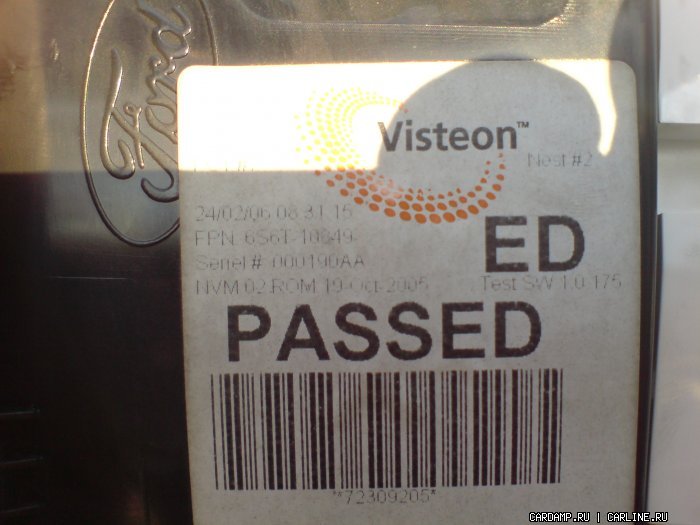 Ford
Visteon™
Nest #2
24/02/06 08:31:15
FPN 6S6T-10849-
ED
Serial # 000190AA
NVM 02 ROM 19-Oct-2005 Test SW 1.0.175
PASSED
*72309205*
CARDAMP.RU | CARLINE.RU